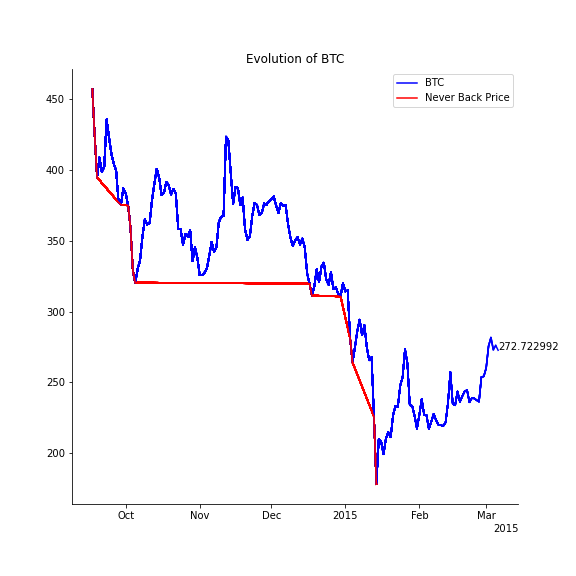 Evolution of BTC
BTC
Never Back Price
450
400
350
300
250
200
272.722992
Oct
Nov
Dec
2015
Feb
Mar
2015